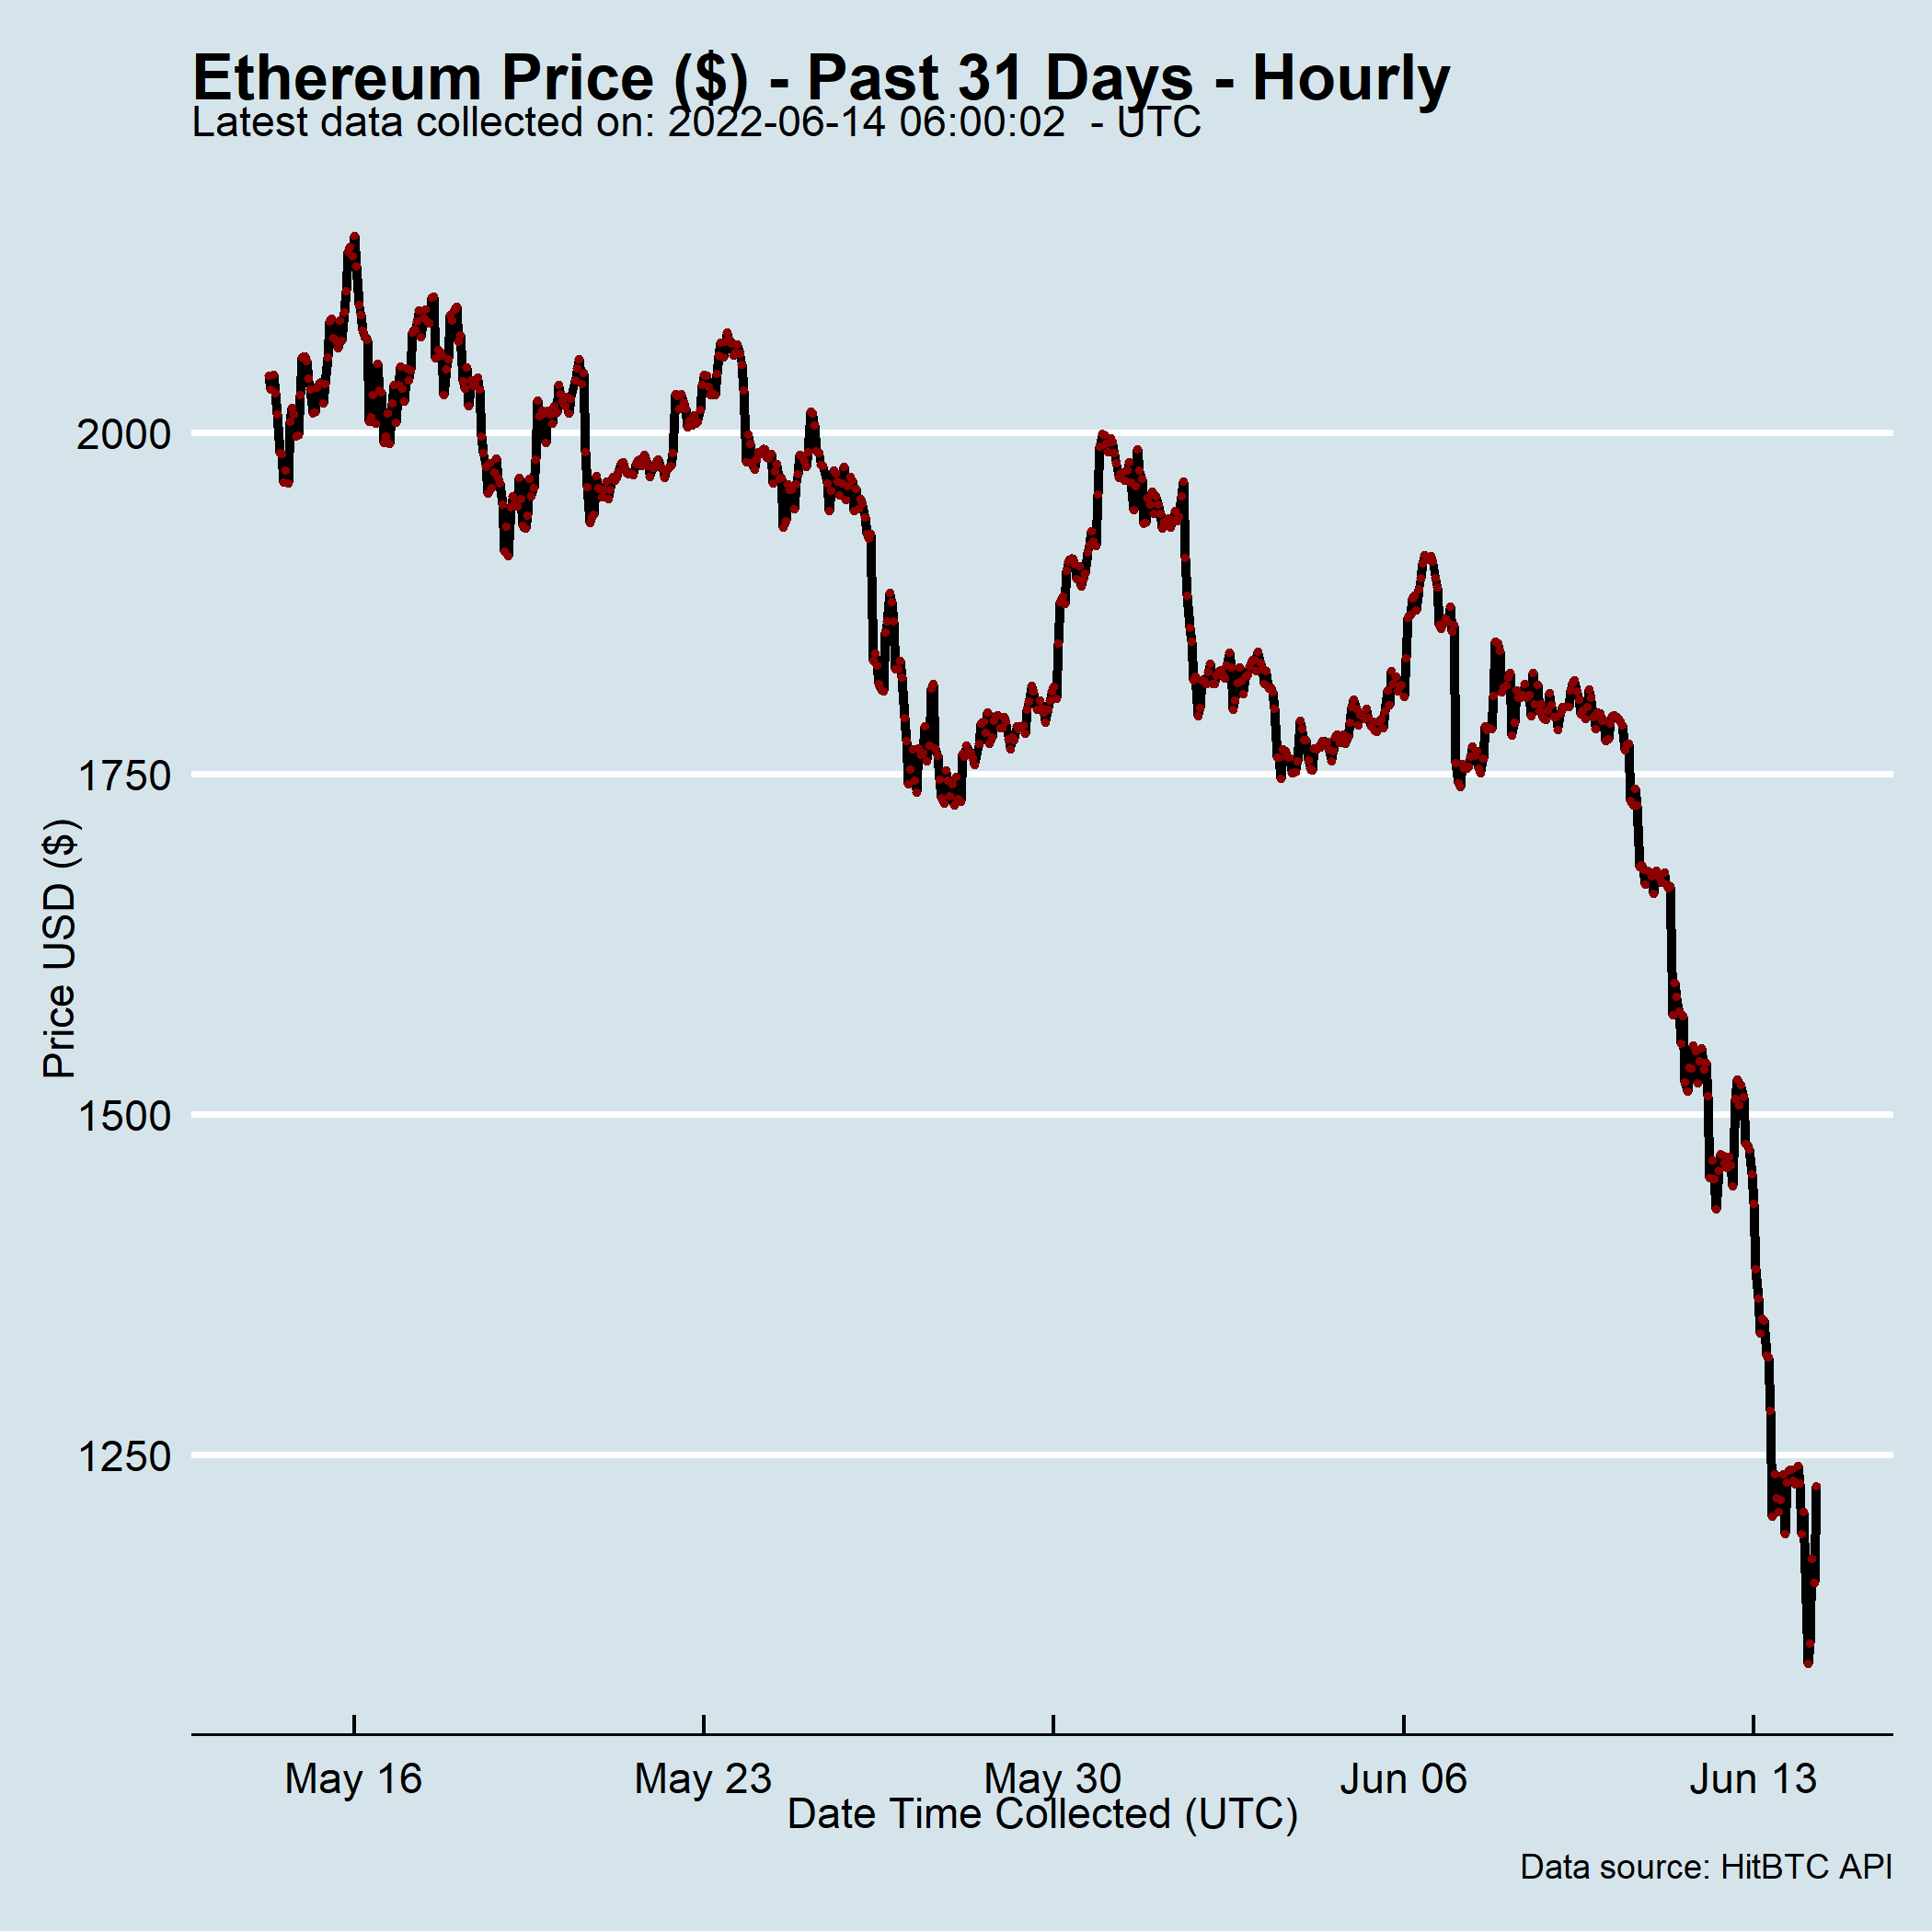 Ethereum Price ($) - Past 31 Days - Hourly
Latest data collected on: 2022-06-14 06:00:02  - UTC
2000
1750
1500
1250
Price USD ($)
May 16
May 23
May 30
Jun 06
Jun 13
Date Time Collected (UTC)
Data source: HitBTC API